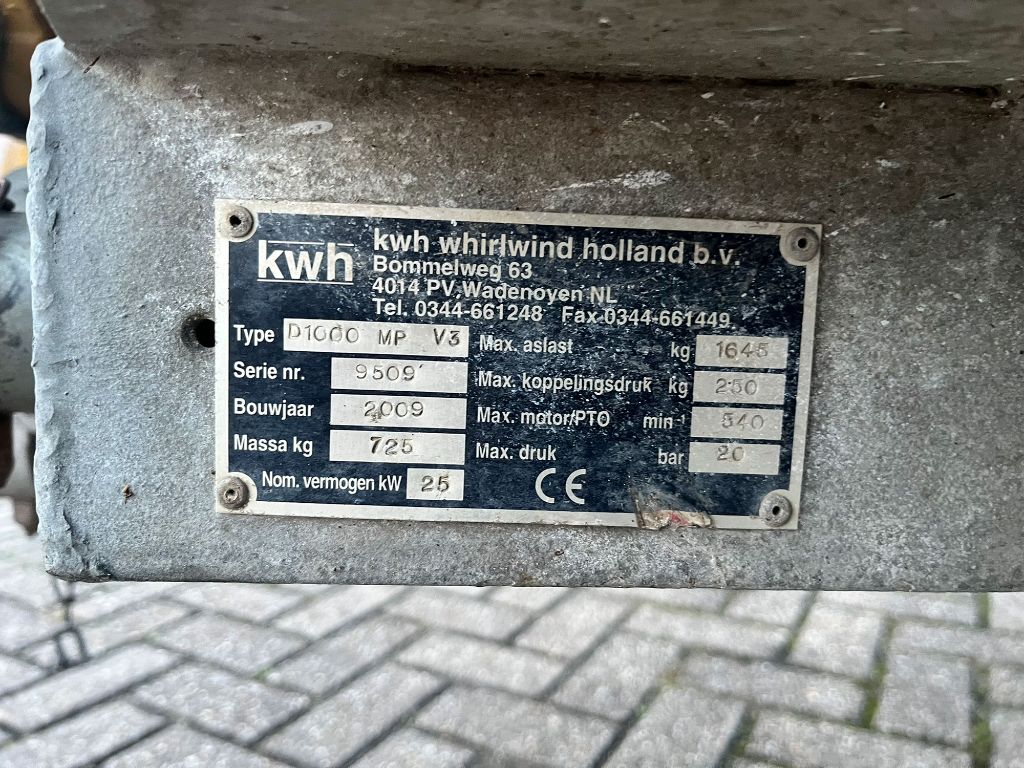 kwh
kwh whirlwind holland b.v.
Bommelweg 63
4014 PV, Wadenoyen NL
Tel. 0344-661248 Fax 0344-661449
Type D1000 MP V3
Serie nr. 9509
Bouwjaar 2009
Massa kg 725
Nom. vermogen kW 25
Max. aslast kg 1645
Max. koppelingsdruk kg 250
Max. motor/PTO min-¹ 540
Max. druk bar 20
CE